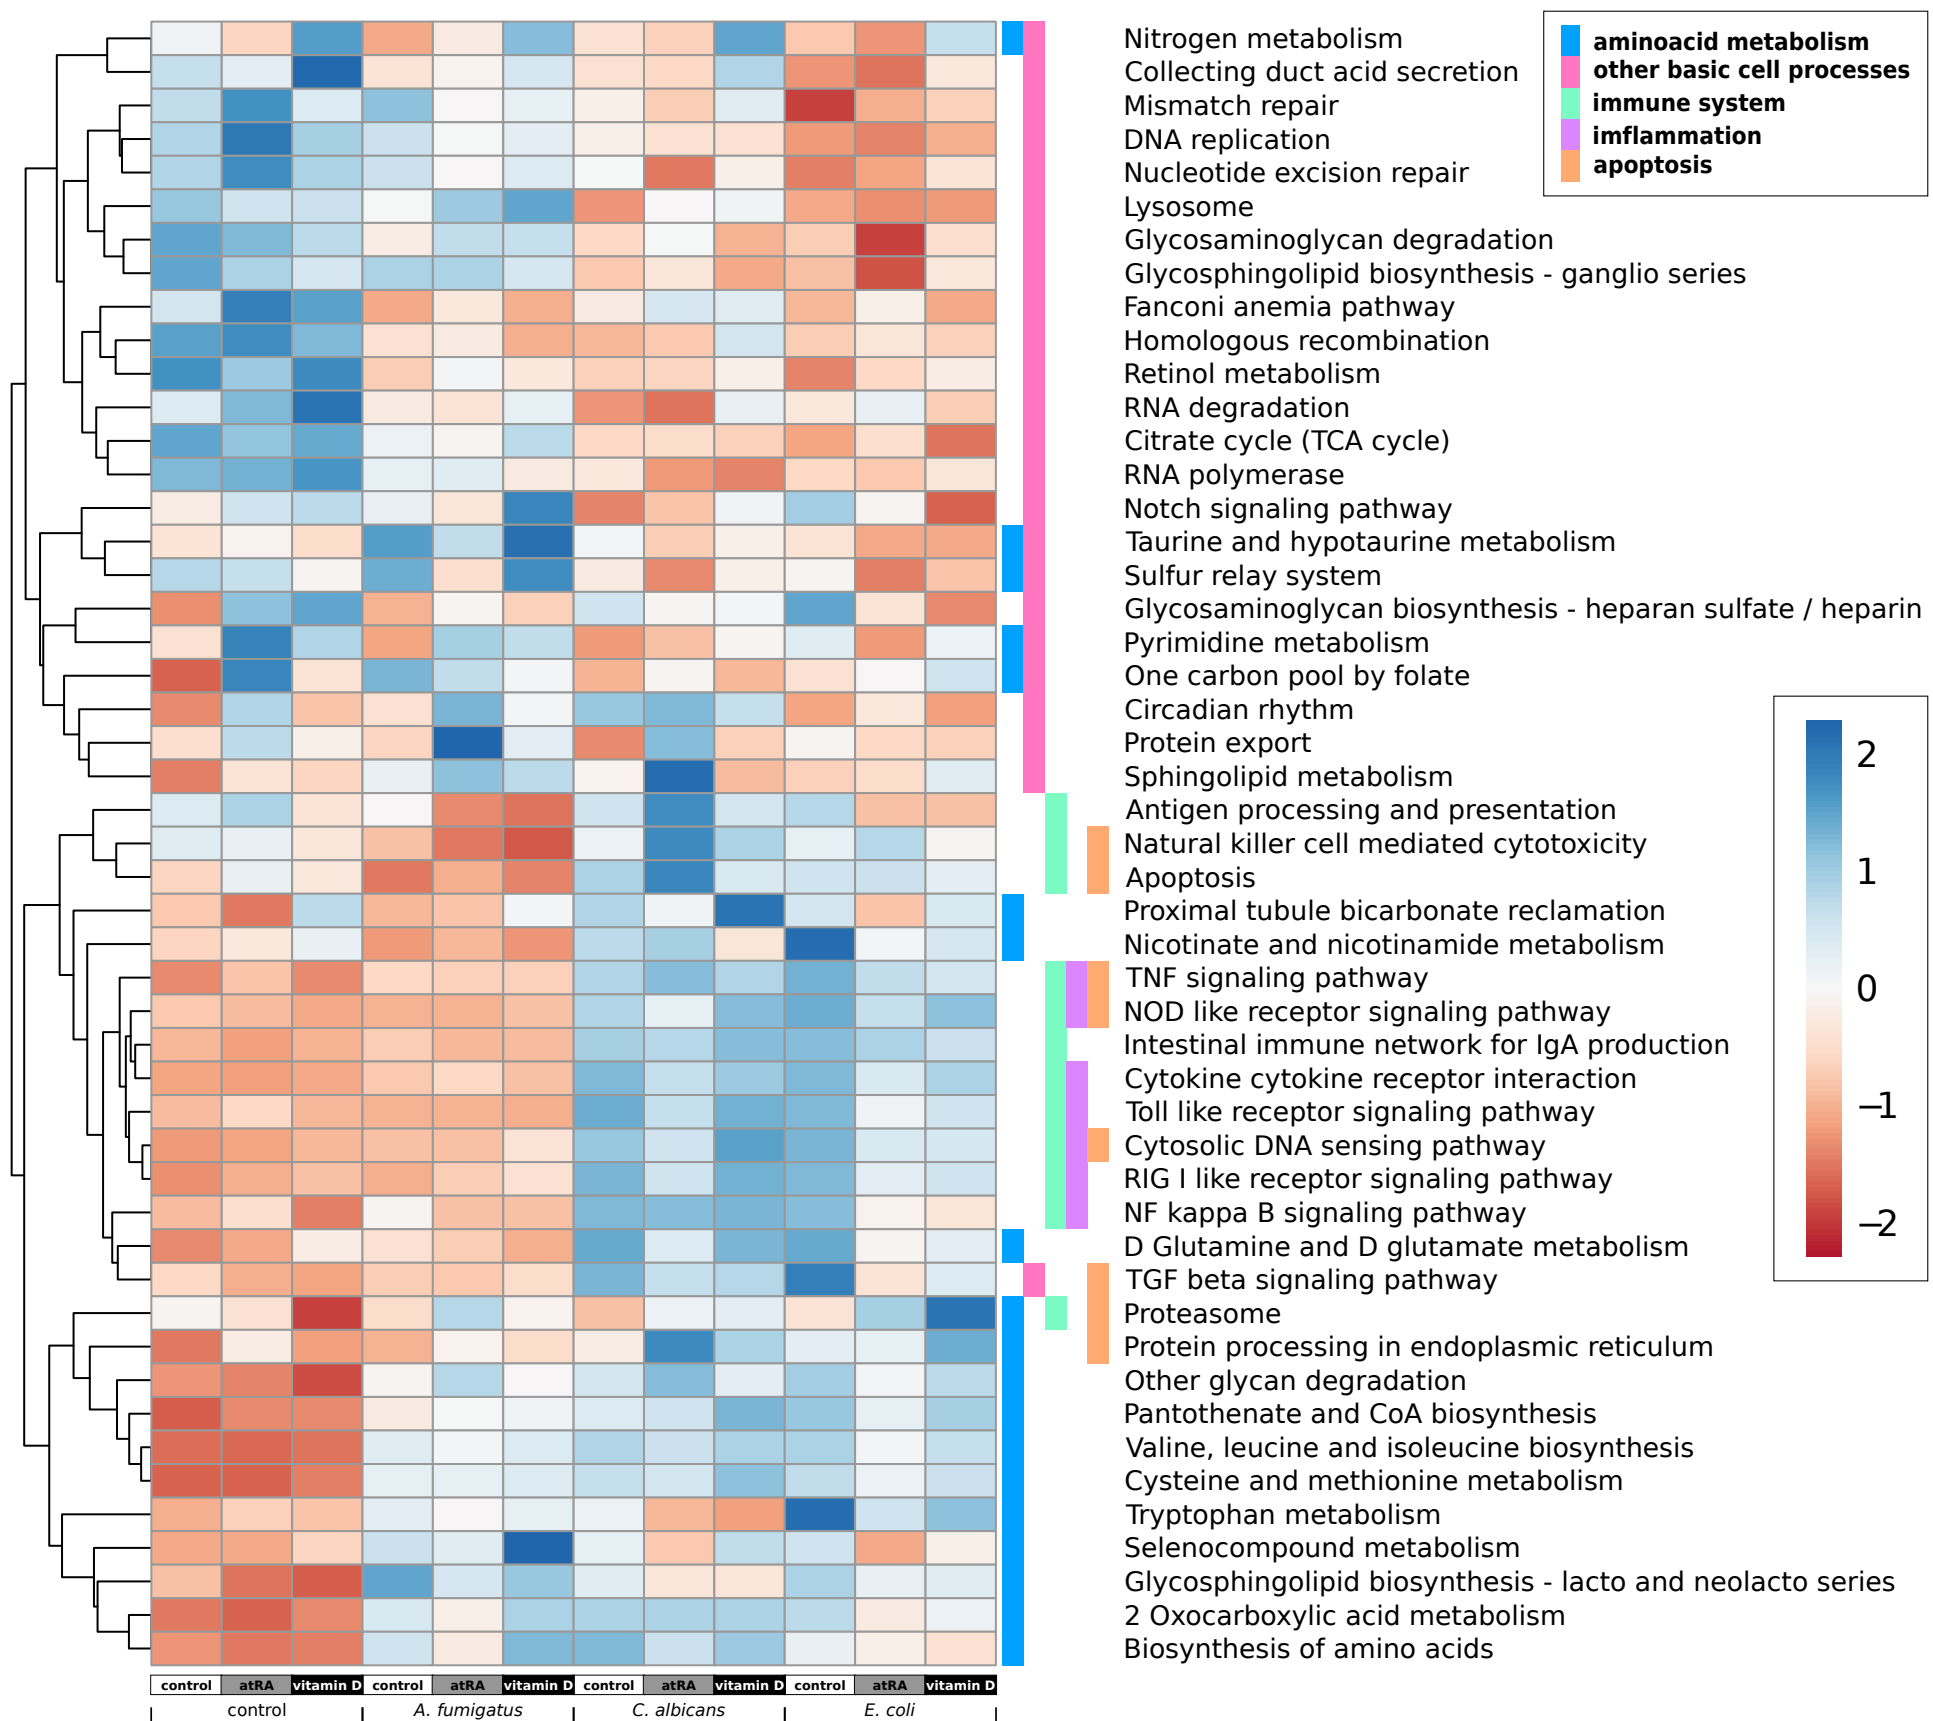 Nitrogen metabolism
Collecting duct acid secretion
Mismatch repair
DNA replication
Nucleotide excision repair
Lysosome
Glycosaminoglycan degradation
Glycosphingolipid biosynthesis - ganglio series
Fanconi anemia pathway
Homologous recombination
Retinol metabolism
RNA degradation
Citrate cycle (TCA cycle)
RNA polymerase
Notch signaling pathway
Taurine and hypotaurine metabolism
Sulfur relay system
Glycosaminoglycan biosynthesis - heparan sulfate / heparin
Pyrimidine metabolism
One carbon pool by folate
Circadian rhythm
Protein export
Sphingolipid metabolism
Antigen processing and presentation
Natural killer cell mediated cytotoxicity
Apoptosis
Proximal tubule bicarbonate reclamation
Nicotinate and nicotinamide metabolism
TNF signaling pathway
NOD like receptor signaling pathway
Intestinal immune network for IgA production
Cytokine cytokine receptor interaction
Toll like receptor signaling pathway
Cytosolic DNA sensing pathway
RIG I like receptor signaling pathway
NF kappa B signaling pathway
D Glutamine and D glutamate metabolism
TGF beta signaling pathway
Proteasome
Protein processing in endoplasmic reticulum
Other glycan degradation
Pantothenate and CoA biosynthesis
Valine, leucine and isoleucine biosynthesis
Cysteine and methionine metabolism
Tryptophan metabolism
Selenocompound metabolism
Glycosphingolipid biosynthesis - lacto and neolacto series
2 Oxocarboxylic acid metabolism
Biosynthesis of amino acids
aminoacid metabolism
other basic cell processes
immune system
imflammation
apoptosis
2
1
0
−1
−2
control atRA vitamin D control atRA vitamin D control atRA vitamin D control atRA vitamin D
control A. fumigatus C. albicans E. coli